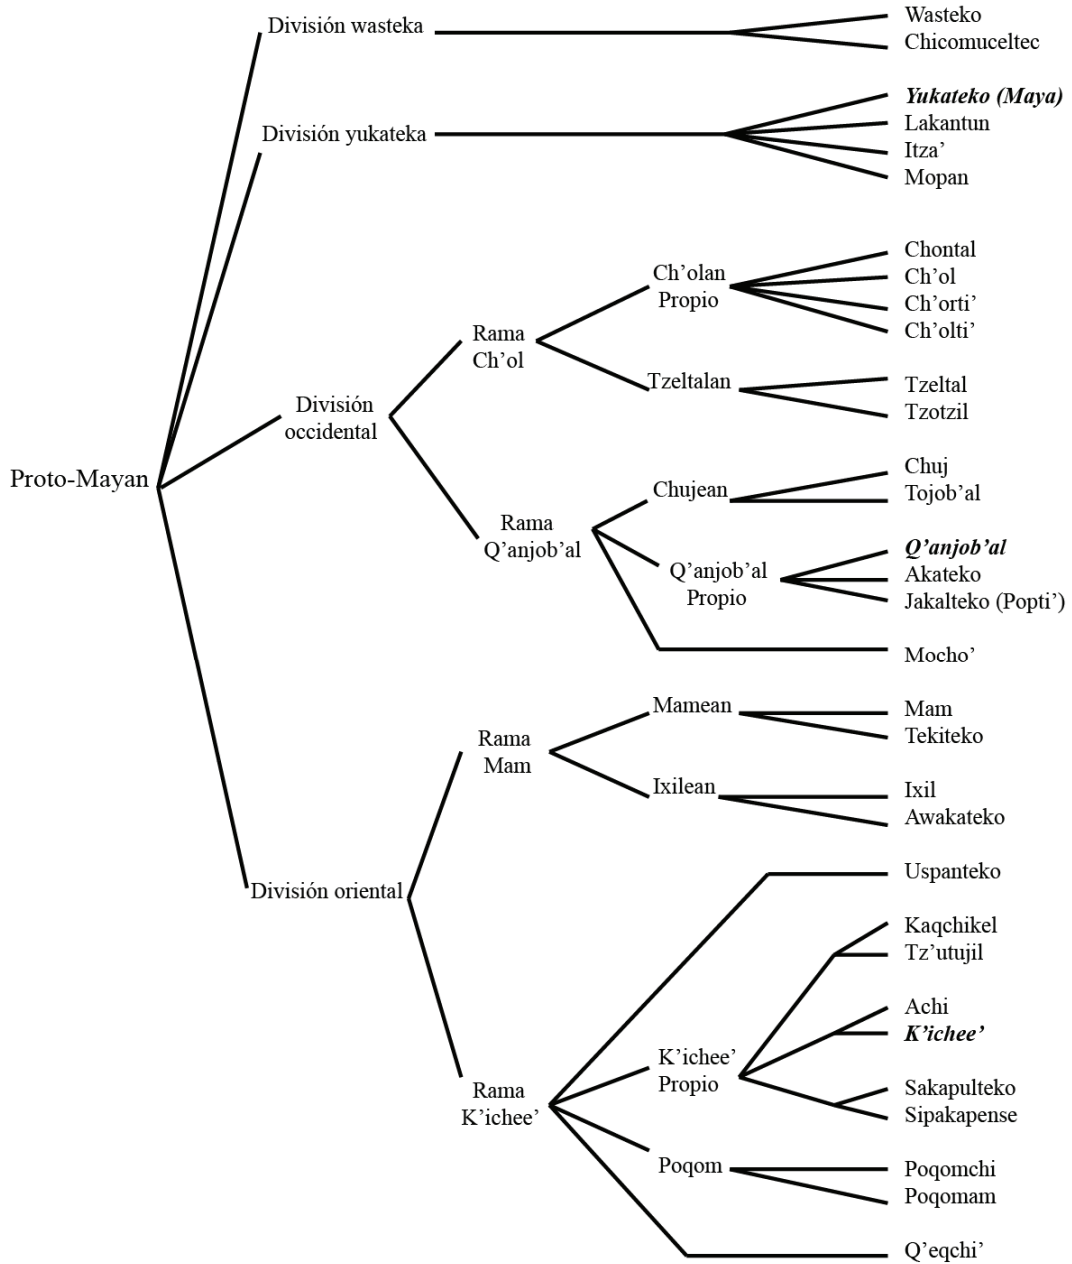 División wasteka
Wasteko
Chicomuceltec
División yukateka
Yukateko (Maya)
Lakantun
Itza’
Mopan
Proto-Mayan
División
occidental
Rama
Ch’ol
Ch’olan
Propio
Chontal
Ch’ol
Ch’orti’
Ch’olti’
Tzeltalan
Tzeltal
Tzotzil
Rama
Q’anjob’al
Chujean
Chuj
Tojob’al
Q’anjob’al
Propio
Q’anjob’al
Akateko
Jakalteko (Popti’)
Mocho’
División oriental
Rama
Mam
Mamean
Mam
Tekiteko
Ixilean
Ixil
Awakateko
Rama
K’ichee’
Uspanteko
K’ichee’
Propio
Kaqchikel
Tz’utujil
Achi
K’ichee’
Sakapulteko
Sipakapense
Poqom
Poqomchi
Poqomam
Q’eqchi’